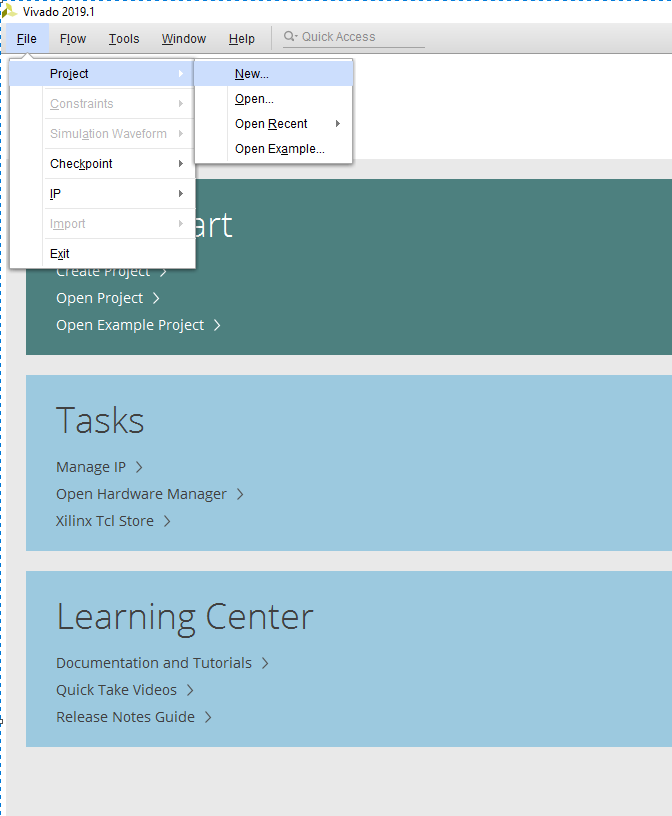 Vivado 2019.1
File Flow Tools Window Help Quick Access
Project
Constraints
Simulation Waveform
Checkpoint
IP
Import
Exit
New...
Open...
Open Recent
Open Example...
art
Create Project
Open Project
Open Example Project
Tasks
Manage IP
Open Hardware Manager
Xilinx Tcl Store
Learning Center
Documentation and Tutorials
Quick Take Videos
Release Notes Guide